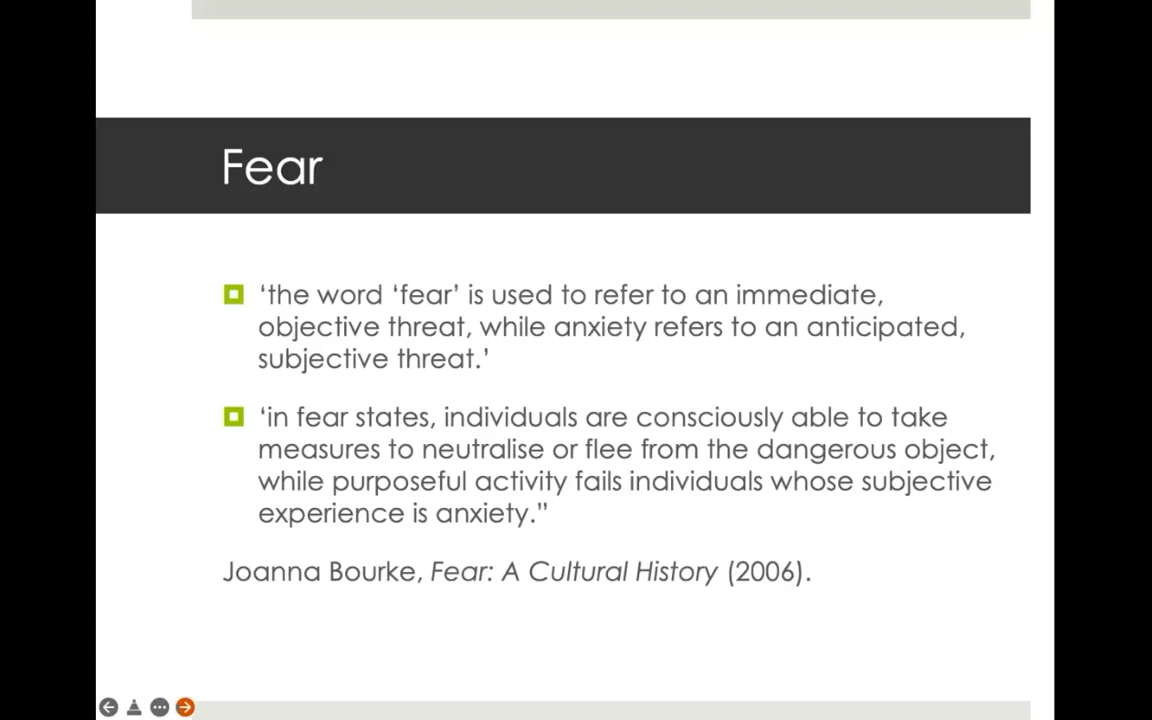 Fear
‘the word ‘fear’ is used to refer to an immediate,
objective threat, while anxiety refers to an anticipated,
subjective threat.’
‘in fear states, individuals are consciously able to take
measures to neutralise or flee from the dangerous object,
while purposeful activity fails individuals whose subjective
experience is anxiety.”
Joanna Bourke, Fear: A Cultural History (2006).